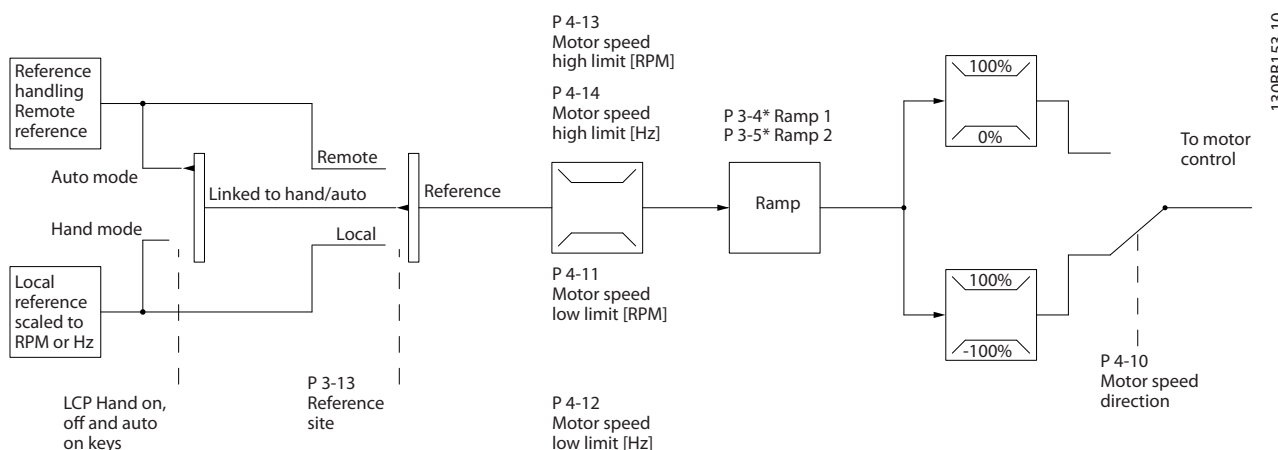 P 4-13
Motor speed
high limit [RPM]
130BB153.10
Reference
handling
Remote
reference
P 4-14
Motor speed
high limit [Hz]
100%
0%
P 3-4* Ramp 1
P 3-5* Ramp 2
To motor
control
Remote
Auto mode
Linked to hand/auto
Reference
Ramp
Hand mode
Local
Local
reference
scaled to
RPM or Hz
P 4-11
Motor speed
low limit [RPM]
100%
-100%
P 4-10
Motor speed
direction
P 3-13
Reference
site
LCP Hand on,
off and auto
on keys
P 4-12
Motor speed
low limit [Hz]